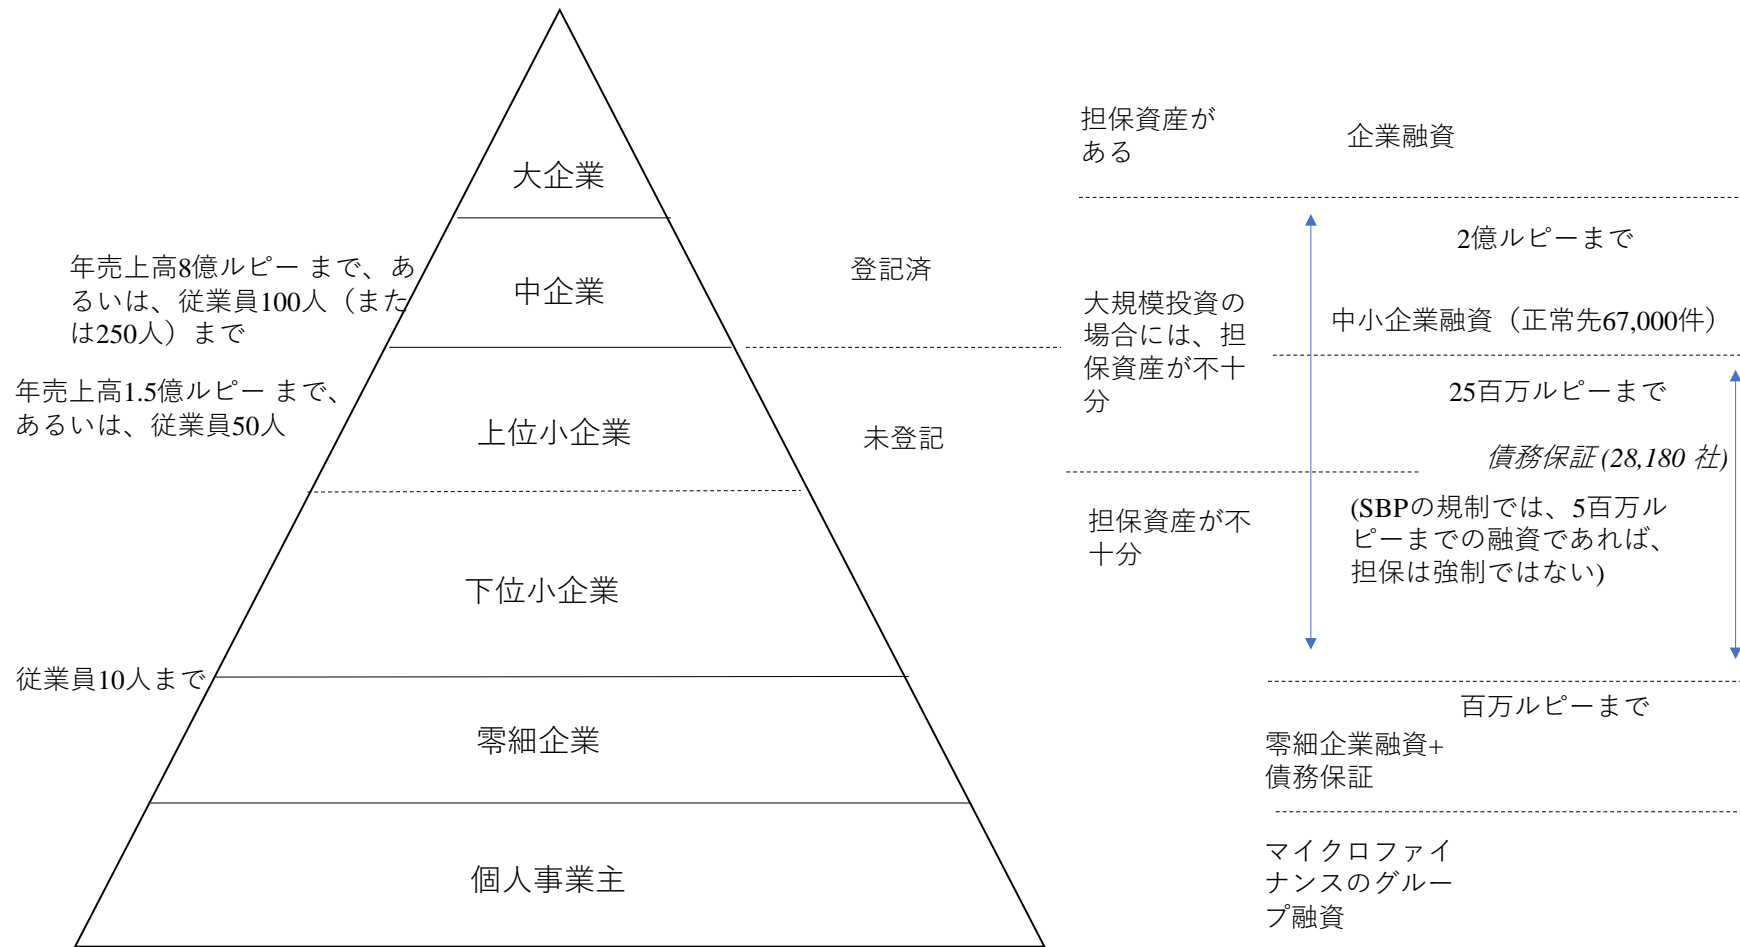 大企業
中企業
上位小企業
下位小企業
零細企業
個人事業主
年売上高8億ルピー まで、あ
るいは、従業員100人（また
は250人）まで
年売上高1.5億ルピー まで、
あるいは、従業員50人
従業員10人まで
登記済
未登記
担保資産が
ある
大規模投資の
場合には、担
保資産が不十
分
担保資産が不
十分
企業融資
2億ルピーまで
中小企業融資（正常先67,000件）
25百万ルピーまで
債務保証 (28,180 社)
(SBPの規制では、5百万ル
ピーまでの融資であれば、
担保は強制ではない)
百万ルピーまで
零細企業融資+
債務保証
マイクロファイ
ナンスのグルー
プ融資